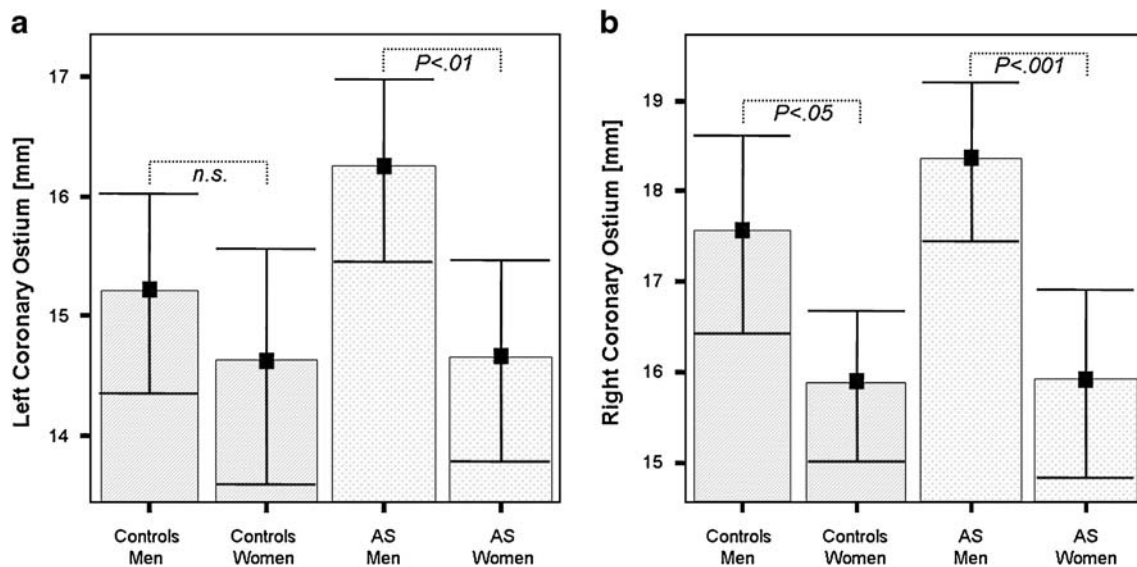 a
Left Coronary Ostium [mm]
17
16
15
14
n.s.
P<.01
Controls Men
Controls Women
AS Men
AS Women
b
Right Coronary Ostium [mm]
19
18
17
16
15
P<.05
P<.001
Controls Men
Controls Women
AS Men
AS Women